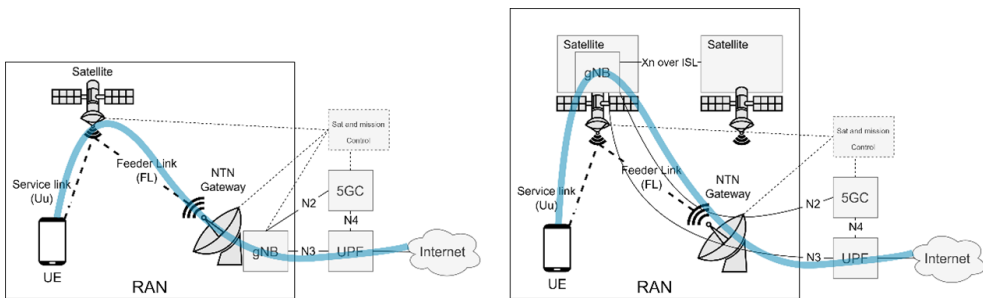 Satellite
Sat and mission
Control
Feeder Link
(FL)
NTN
Gateway
Service link
(Uu)
5GC
N2
N4
gNB
N3
UPF
Internet
UE
RAN
Satellite
Satellite
gNB
Xn over ISL
Sat and mission
Control
Feeder Link
(FL)
NTN
Gateway
Service link
(Uu)
5GC
N2
N4
N3
UPF
Internet
UE
RAN